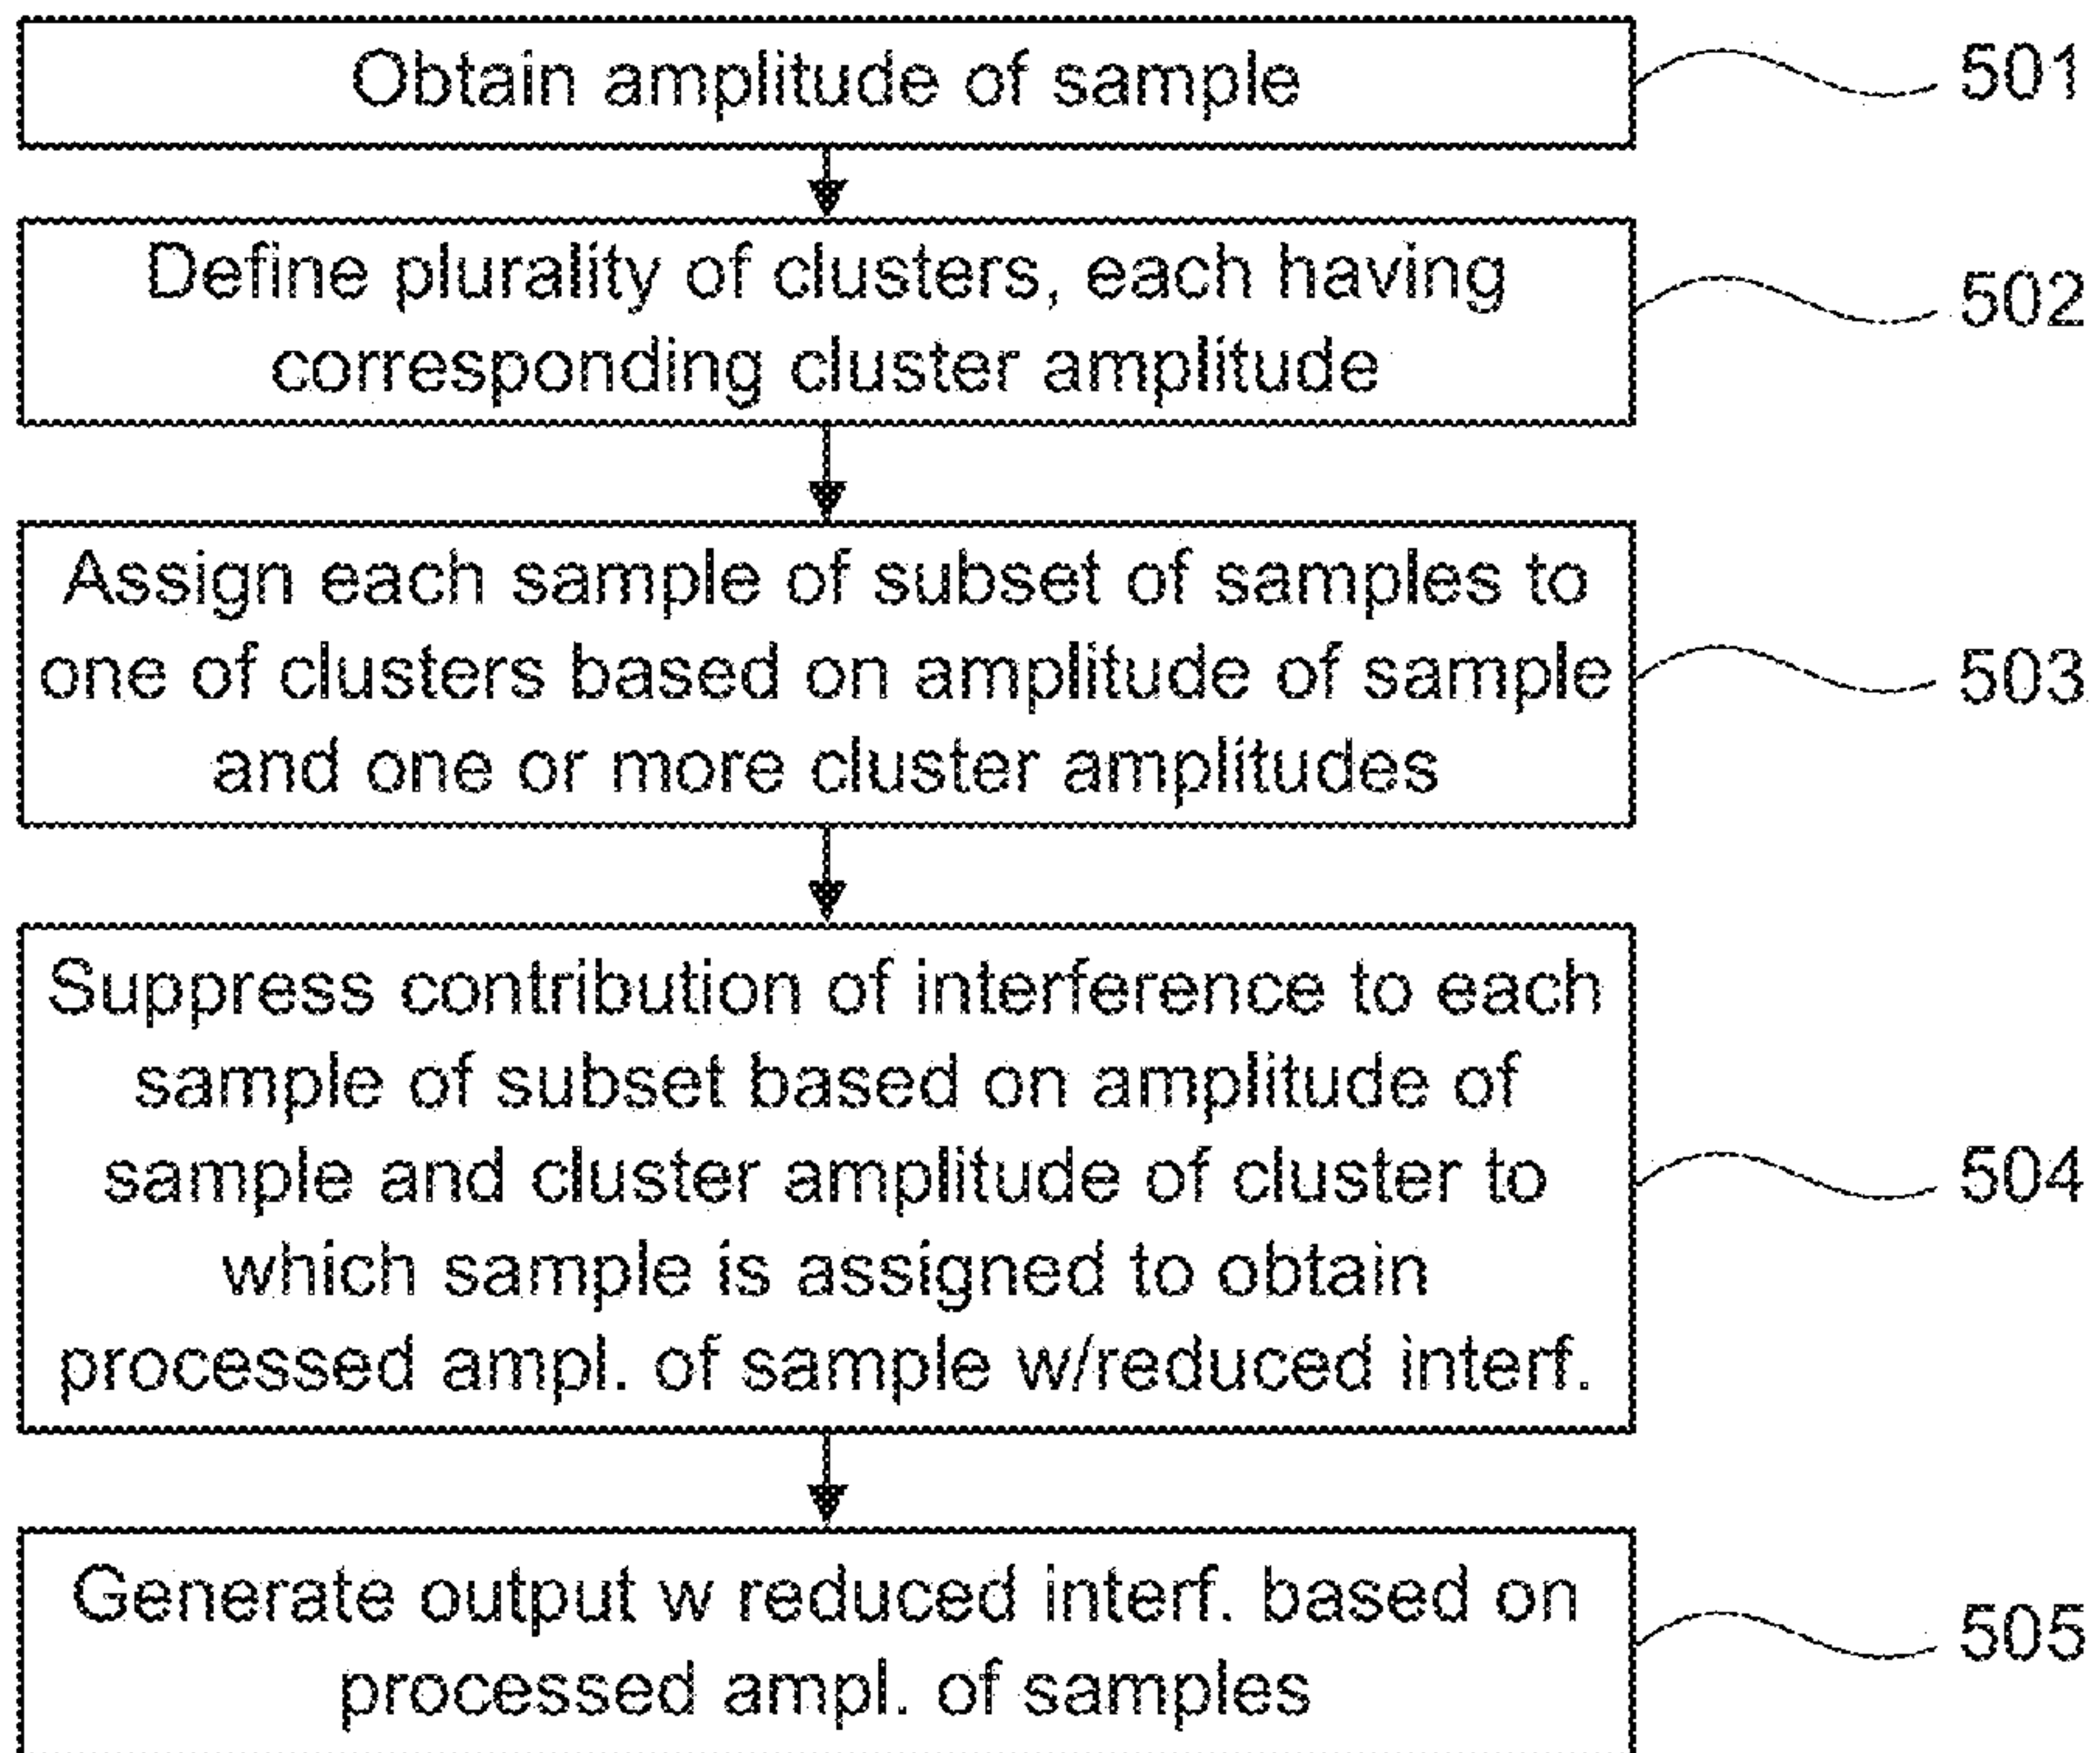 Obtain amplitude of sample
501
Define plurality of clusters, each having
corresponding cluster amplitude
502
Assign each sample of subset of samples to
one of clusters based on amplitude of sample
and one or more cluster amplitudes
503
Suppress contribution of interference to each
sample of subset based on amplitude of
sample and cluster amplitude of cluster to
which sample is assigned to obtain
processed ampl. of sample w/reduced interf.
504
Generate output w reduced interf. based on
processed ampl. of samples
505